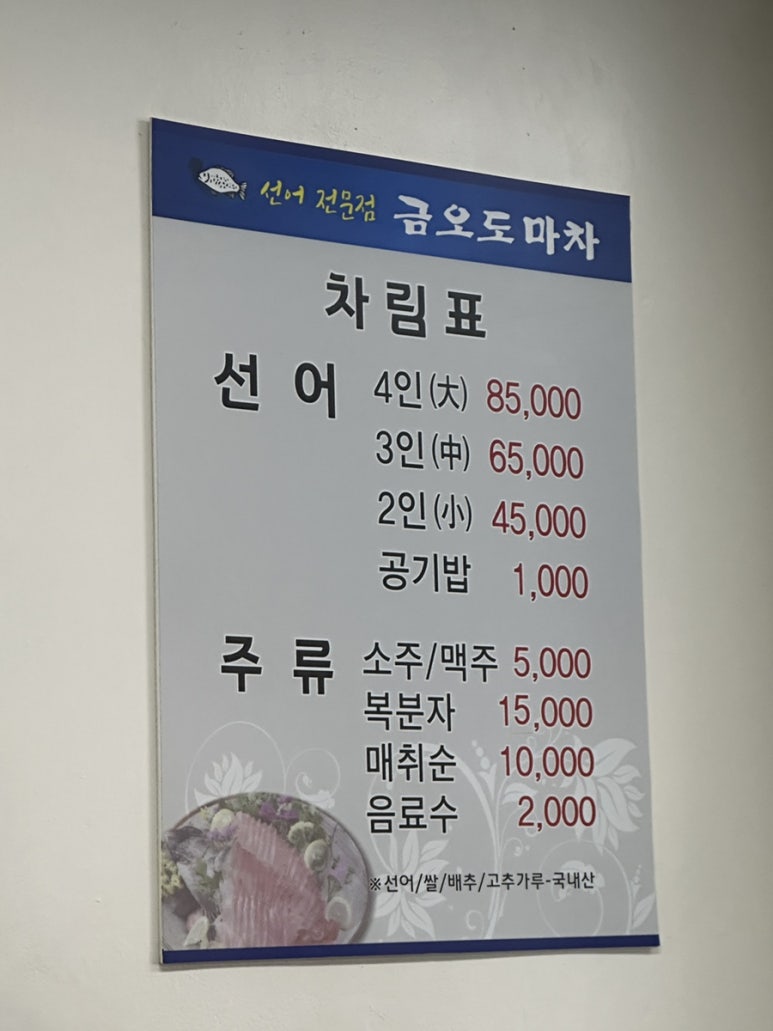 선어 전문점 금오도마차
차림표
선어 4인(大) 85,000
3인(中) 65,000
2인(小) 45,000
공기밥 1,000
주류 소주/맥주 5,000
복분자 15,000
매취순 10,000
음료수 2,000
※선어/쌀/배추/고추가루-국내산